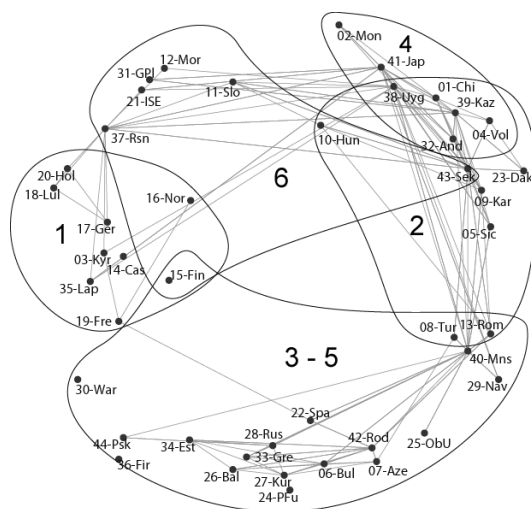 02-Mon
4
12-Mor
41-Jap
31-GPJ
01-Chi
21-ISE
11-Slo
38-Uyg
39-Kaz
10-Hun
04-Vol
37-Rsn
32-And
20-Hol
6
43-Sek
23-Dak
18-Lul
16-Nor
09-Kar
1
17-Ger
2
05-Sic
03-Kyr
14-Cas
15-Fin
35-Lap
19-Fre
08-Tur
13-Rom
3 - 5
40-Mns
30-War
29-Nav
22-Spa
44-Psk
34-Est
28-Rus
42-Rod
25-ObU
36-Fir
33-Gre
26-Bal
27-Kur
06-Bul
07-Aze
24-PFu